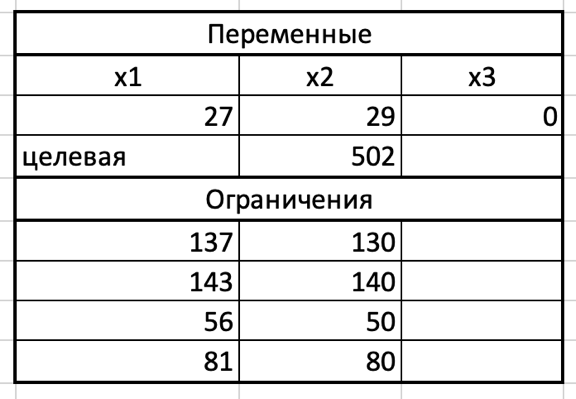 Переменные
x1 x2 x3
27 29 0
целевая 502
Ограничения
137 130
143 140
56 50
81 80